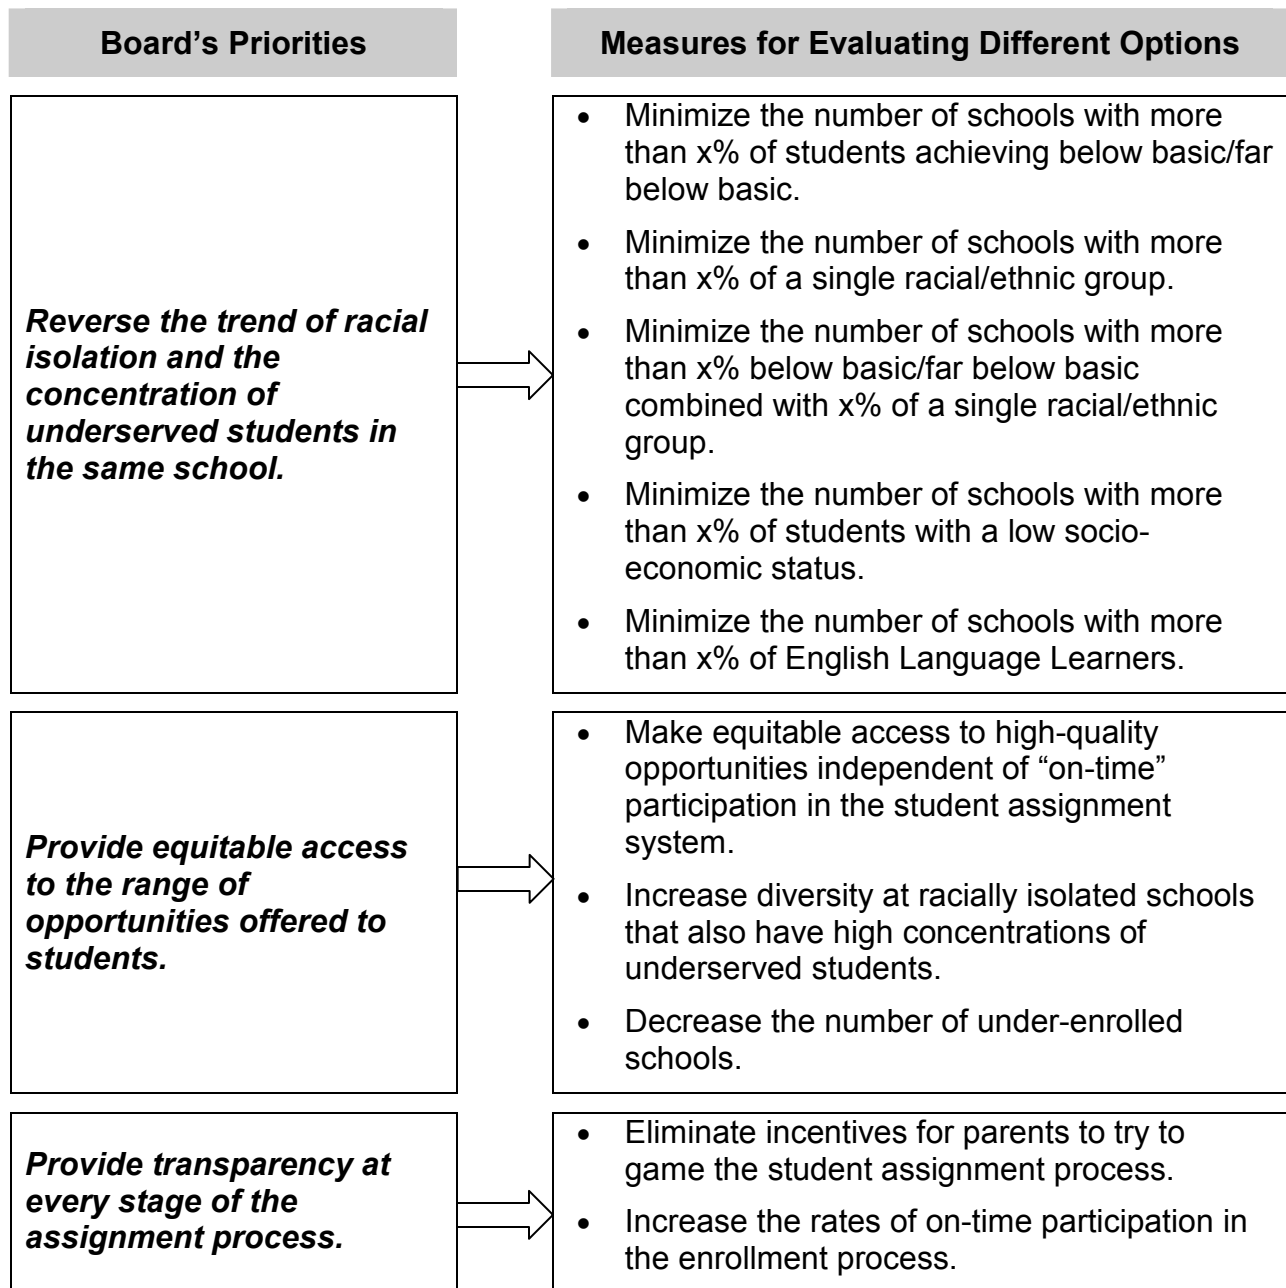 Board’s Priorities
Measures for Evaluating Different Options
Reverse the trend of racial
isolation and the
concentration of
underserved students in
the same school.
• Minimize the number of schools with more
than x% of students achieving below basic/far
below basic.
• Minimize the number of schools with more
than x% of a single racial/ethnic group.
• Minimize the number of schools with more
than x% below basic/far below basic
combined with x% of a single racial/ethnic
group.
• Minimize the number of schools with more
than x% of students with a low socio-
economic status.
• Minimize the number of schools with more
than x% of English Language Learners.
Provide equitable access
to the range of
opportunities offered to
students.
• Make equitable access to high-quality
opportunities independent of “on-time”
participation in the student assignment
system.
• Increase diversity at racially isolated schools
that also have high concentrations of
underserved students.
• Decrease the number of under-enrolled
schools.
Provide transparency at
every stage of the
assignment process.
• Eliminate incentives for parents to try to
game the student assignment process.
• Increase the rates of on-time participation in
the enrollment process.